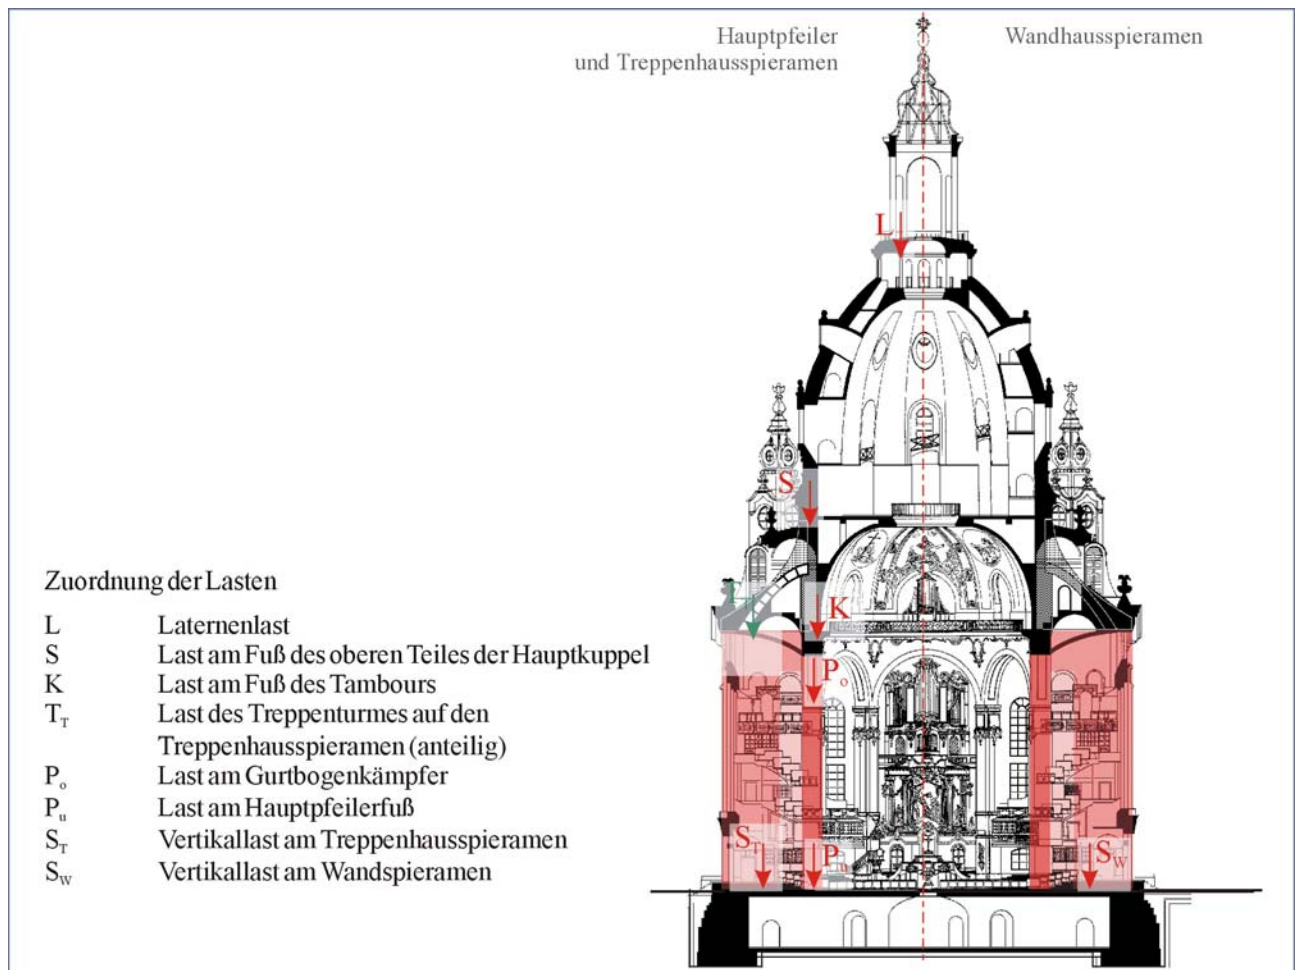 Hauptpfeiler
und Treppenhausspieramen
Wandhausspieramen
L
S
T
K
Po
ST
Pu
SW
Zuordnung der Lasten
L Laternenlast
S Last am Fuß des oberen Teiles der Hauptkuppel
K Last am Fuß des Tambours
TT Last des Treppenturmes auf den
Treppenhausspieramen (anteilig)
Po Last am Gurtbogenkämpfer
Pu Last am Hauptpfeilerfuß
ST Vertikallast am Treppenhausspieramen
SW Vertikallast am Wandspieramen